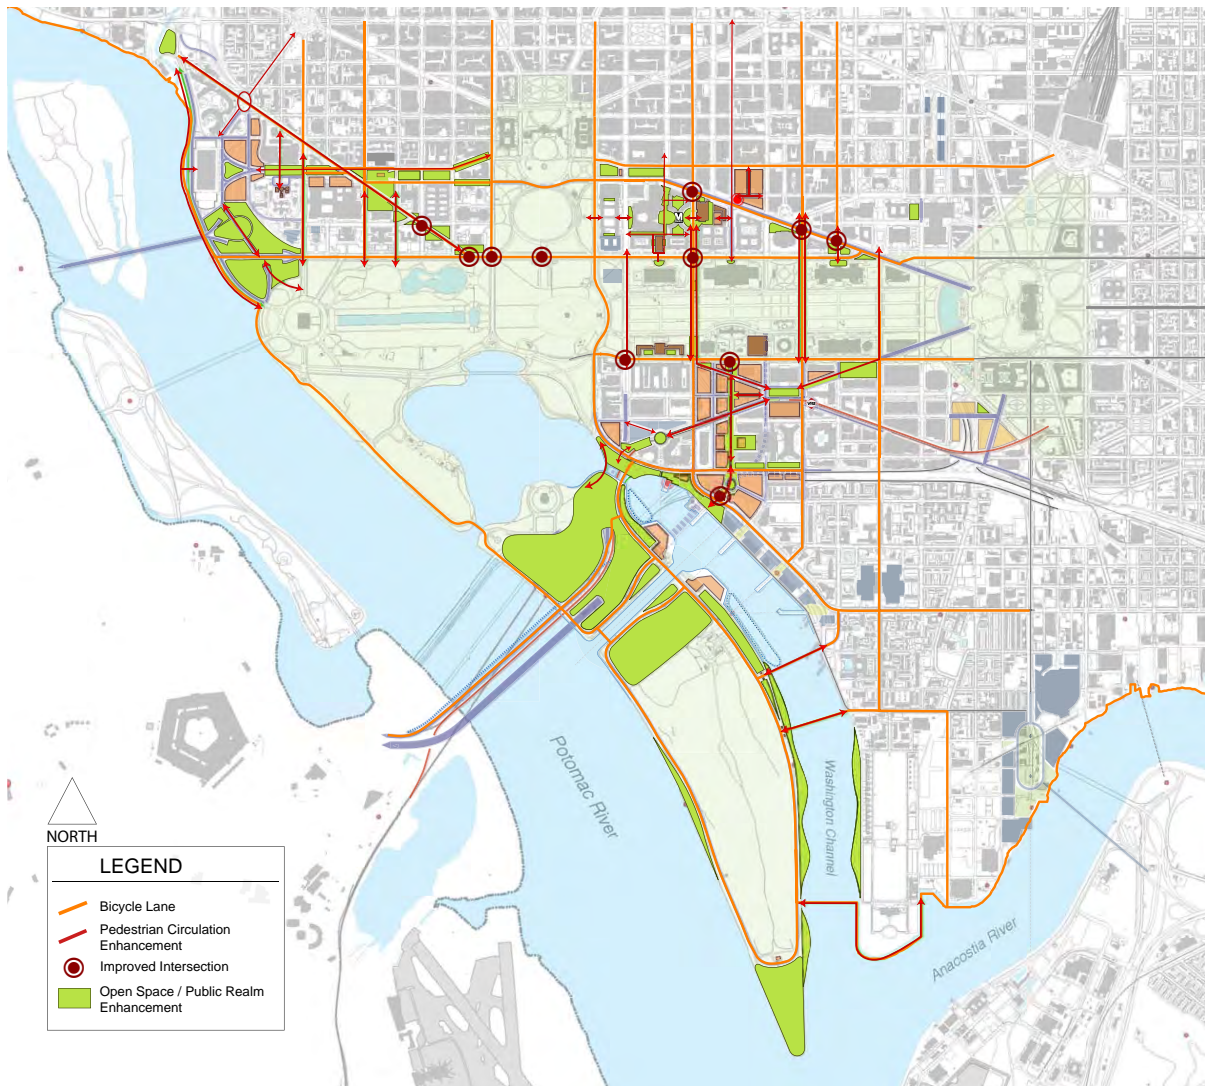 M
Potomac River
Washington Channel
Anacostia River
NORTH
LEGEND
Bicycle Lane
Pedestrian Circulation
Enhancement
Improved Intersection
Open Space / Public Realm
Enhancement